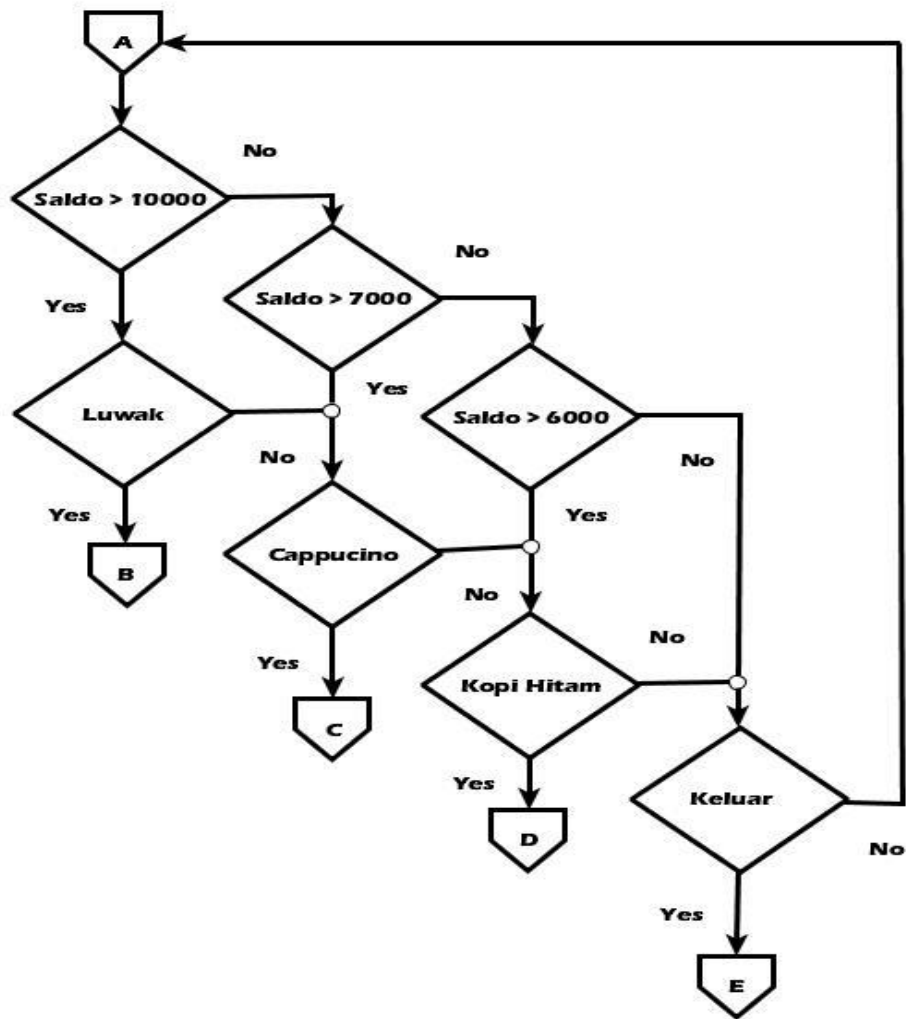 A
No
Saldo > 10000
No
Yes
Saldo > 7000
Yes
Luwak
Saldo > 6000
No
No
Yes
Yes
Cappucino
B
No
No
Yes
Kopi Hitam
C
Yes
Keluar
D
No
Yes
E